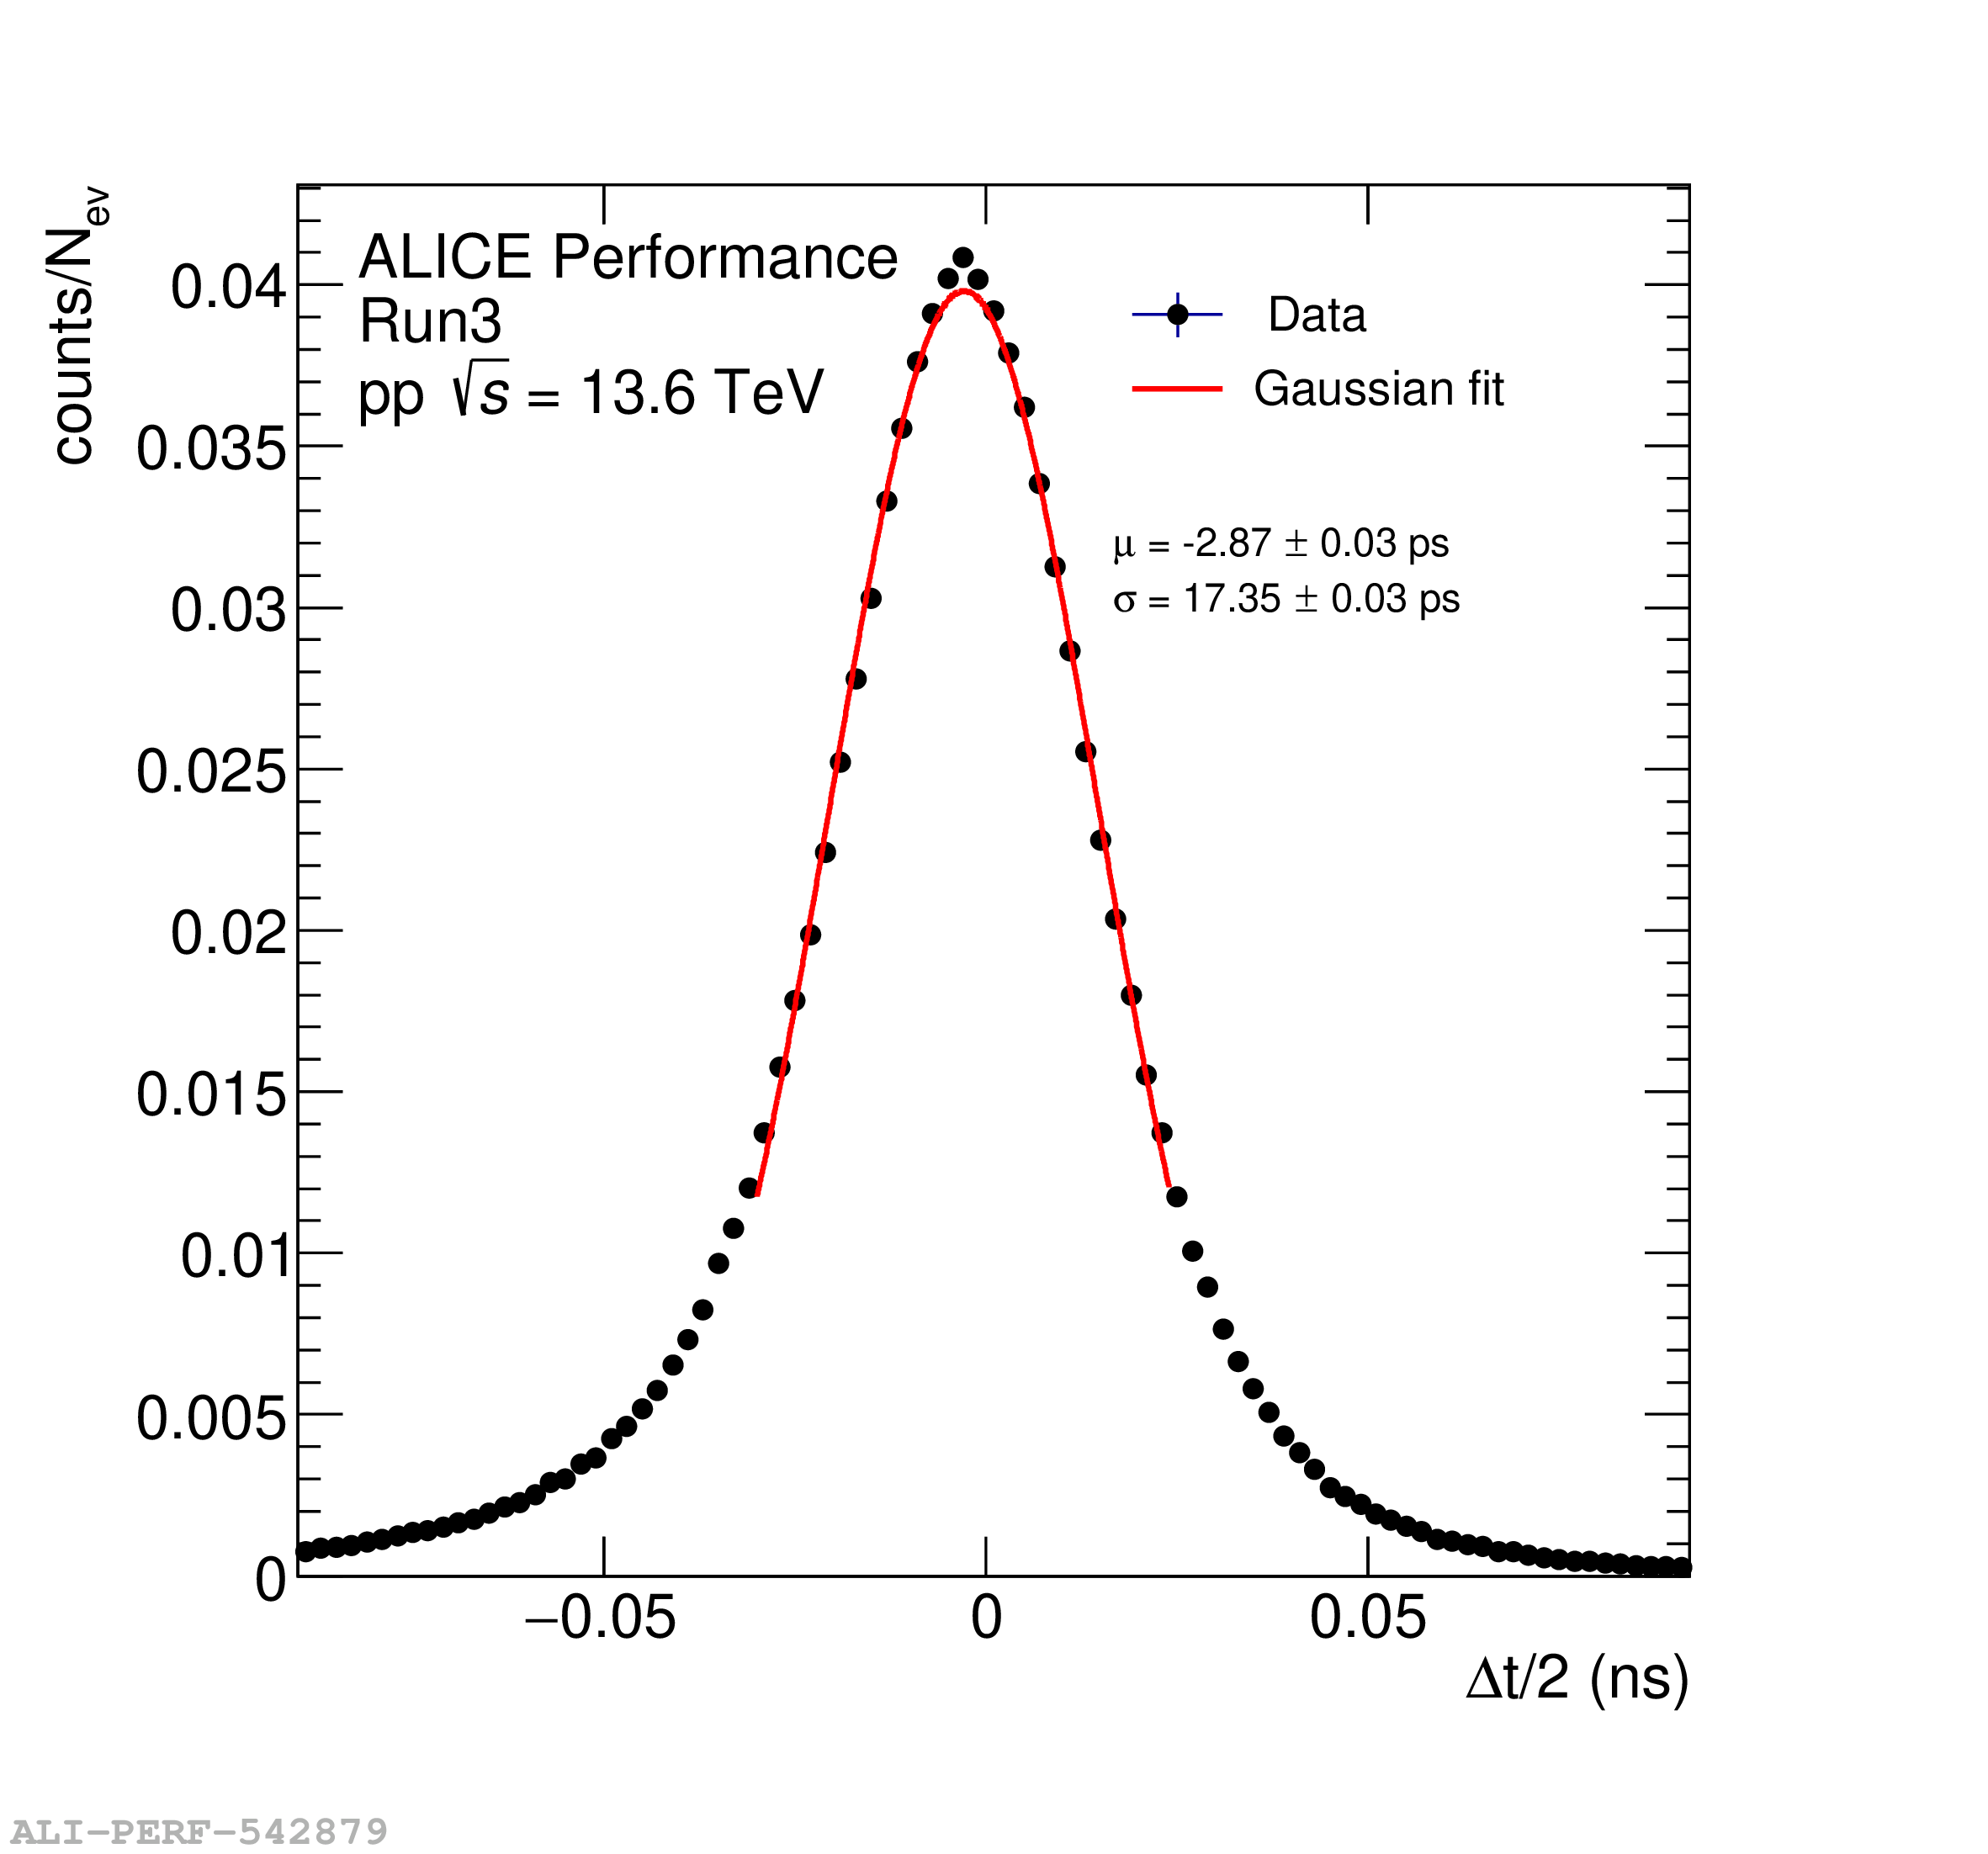 counts/N_ev
ALICE Performance
Run3
pp √s = 13.6 TeV
Data
Gaussian fit
μ = -2.87 ± 0.03 ps
σ = 17.35 ± 0.03 ps
0.04
0.035
0.03
0.025
0.02
0.015
0.01
0.005
0
−0.05 0 0.05
Δt/2 (ns)
ALI−PERF−542879